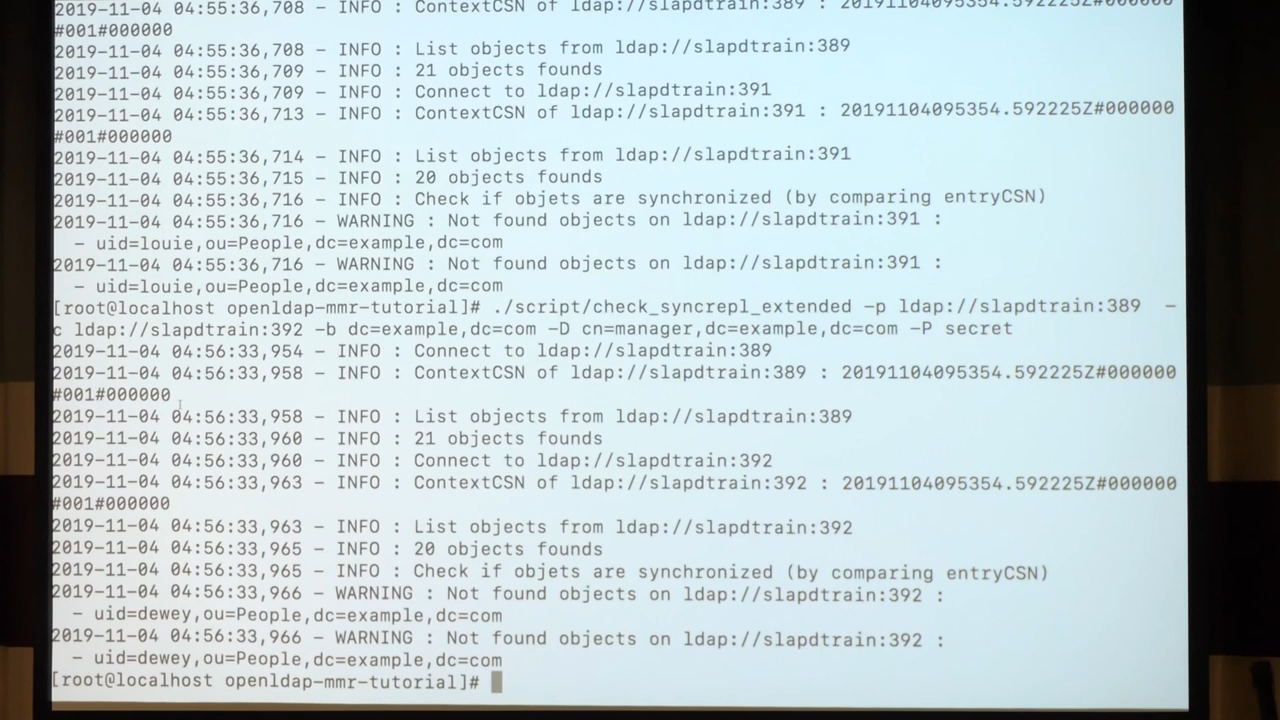 2019-11-04 04:55:36,708 - INFO : ContextCSN of ldap://slapdtrain:389 : 20191104095354.592225Z#000000
#001#000000
2019-11-04 04:55:36,708 - INFO : List objects from ldap://slapdtrain:389
2019-11-04 04:55:36,709 - INFO : 21 objects founds
2019-11-04 04:55:36,709 - INFO : Connect to ldap://slapdtrain:391
2019-11-04 04:55:36,713 - INFO : ContextCSN of ldap://slapdtrain:391 : 20191104095354.592225Z#000000
#001#000000
2019-11-04 04:55:36,714 - INFO : List objects from ldap://slapdtrain:391
2019-11-04 04:55:36,715 - INFO : 20 objects founds
2019-11-04 04:55:36,716 - INFO : Check if objets are synchronized (by comparing entryCSN)
2019-11-04 04:55:36,716 - WARNING : Not found objects on ldap://slapdtrain:391 :
- uid=louie,ou=People,dc=example,dc=com
2019-11-04 04:55:36,716 - WARNING : Not found objects on ldap://slapdtrain:391 :
- uid=louie,ou=People,dc=example,dc=com
[root@localhost openldap-mmr-tutorial]# ./script/check_syncrepl_extended -p ldap://slapdtrain:389 -
c ldap://slapdtrain:392 -b dc=example,dc=com -D cn=manager,dc=example,dc=com -P secret
2019-11-04 04:56:33,954 - INFO : Connect to ldap://slapdtrain:389
2019-11-04 04:56:33,958 - INFO : ContextCSN of ldap://slapdtrain:389 : 20191104095354.592225Z#000000
#001#000000
2019-11-04 04:56:33,958 - INFO : List objects from ldap://slapdtrain:389
2019-11-04 04:56:33,960 - INFO : 21 objects founds
2019-11-04 04:56:33,960 - INFO : Connect to ldap://slapdtrain:392
2019-11-04 04:56:33,963 - INFO : ContextCSN of ldap://slapdtrain:392 : 20191104095354.592225Z#000000
#001#000000
2019-11-04 04:56:33,963 - INFO : List objects from ldap://slapdtrain:392
2019-11-04 04:56:33,965 - INFO : 20 objects founds
2019-11-04 04:56:33,965 - INFO : Check if objets are synchronized (by comparing entryCSN)
2019-11-04 04:56:33,966 - WARNING : Not found objects on ldap://slapdtrain:392 :
- uid=dewey,ou=People,dc=example,dc=com
2019-11-04 04:56:33,966 - WARNING : Not found objects on ldap://slapdtrain:392 :
- uid=dewey,ou=People,dc=example,dc=com
[root@localhost openldap-mmr-tutorial]#